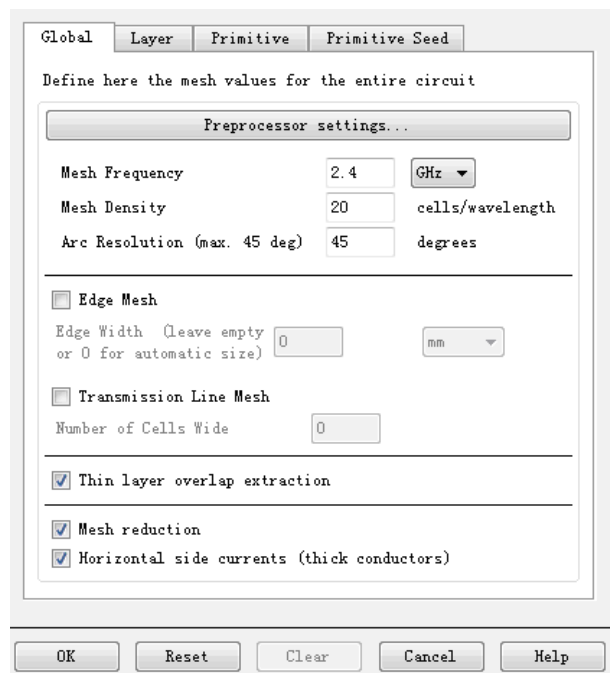 Global Layer Primitive Primitive Seed
Define here the mesh values for the entire circuit
Preprocessor settings...
Mesh Frequency 2.4 GHz
Mesh Density 20 cells/wavelength
Arc Resolution (max. 45 deg) 45 degrees
Edge Mesh
Edge Width (leave empty
or 0 for automatic size) 0 mm
Transmission Line Mesh
Number of Cells Wide 0
Thin layer overlap extraction
Mesh reduction
Horizontal side currents (thick conductors)
OK Reset Clear Cancel Help